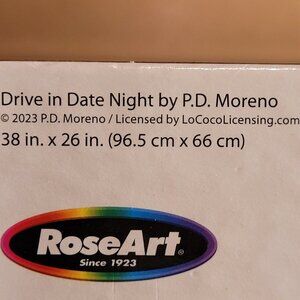 Drive in Date Night by P.D. Moreno
© 2023 P.D. Moreno / Licensed by LoCocoLicensing.com
38 in. x 26 in. (96.5 cm x 66 cm)
RoseArt®
Since 1923